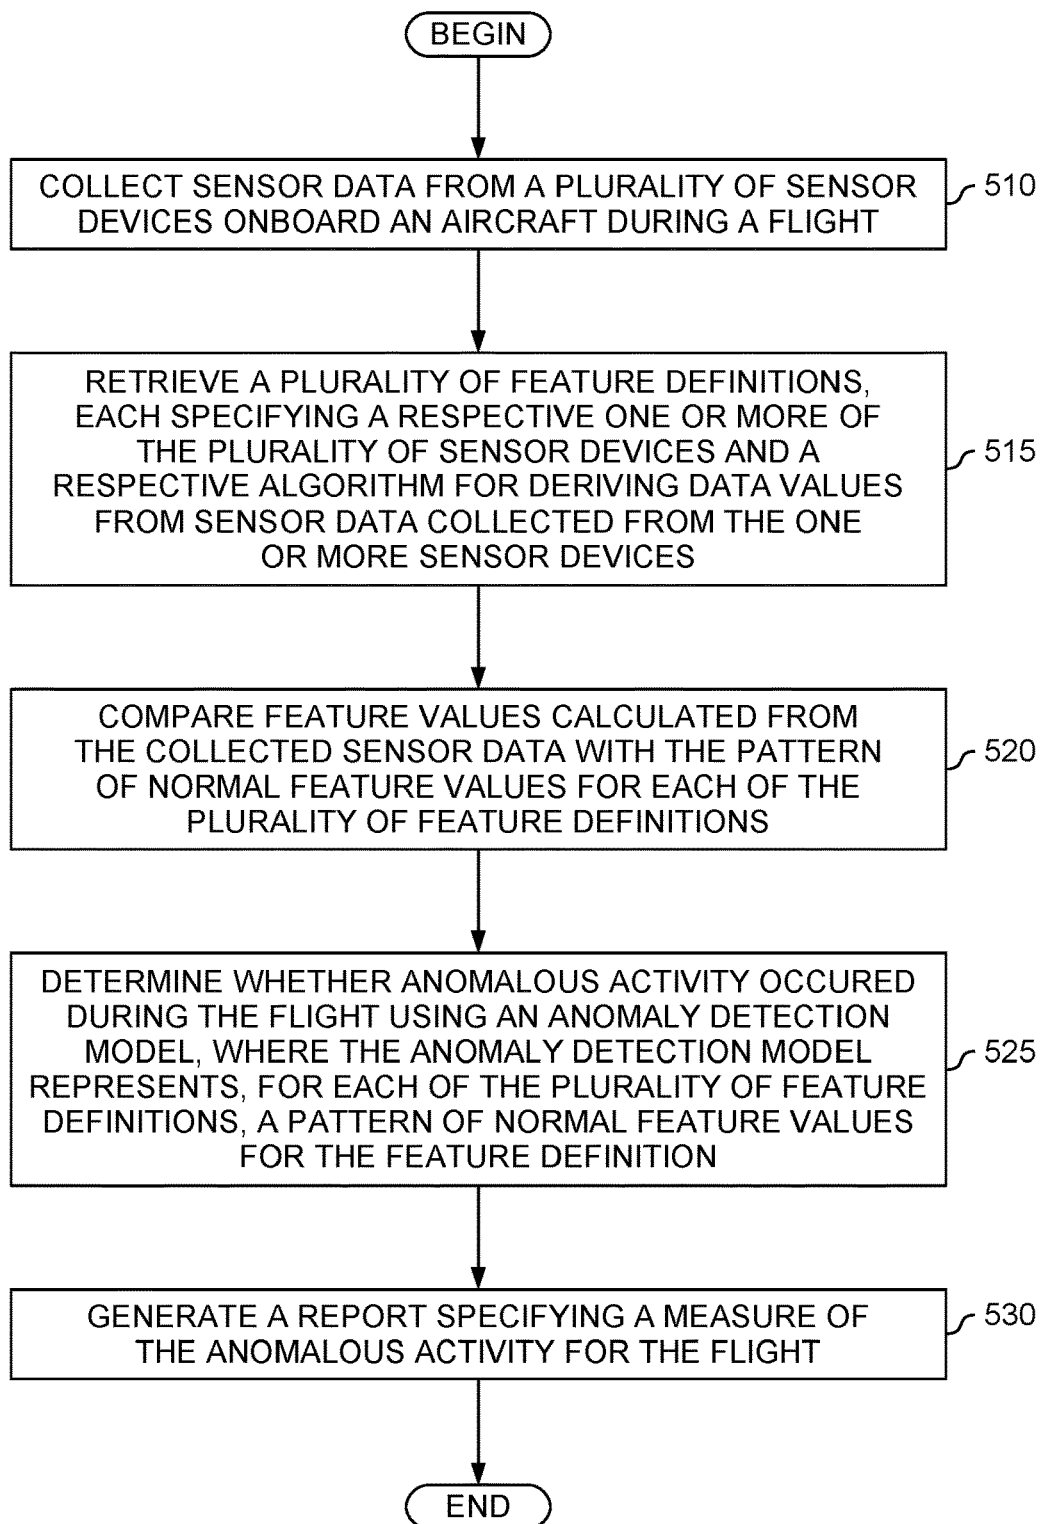 BEGIN
COLLECT SENSOR DATA FROM A PLURALITY OF SENSOR
DEVICES ONBOARD AN AIRCRAFT DURING A FLIGHT
510
RETRIEVE A PLURALITY OF FEATURE DEFINITIONS,
EACH SPECIFYING A RESPECTIVE ONE OR MORE OF
THE PLURALITY OF SENSOR DEVICES AND A
RESPECTIVE ALGORITHM FOR DERIVING DATA VALUES
FROM SENSOR DATA COLLECTED FROM THE ONE
OR MORE SENSOR DEVICES
515
COMPARE FEATURE VALUES CALCULATED FROM
THE COLLECTED SENSOR DATA WITH THE PATTERN
OF NORMAL FEATURE VALUES FOR EACH OF THE
PLURALITY OF FEATURE DEFINITIONS
520
DETERMINE WHETHER ANOMALOUS ACTIVITY OCCURED
DURING THE FLIGHT USING AN ANOMALY DETECTION
MODEL, WHERE THE ANOMALY DETECTION MODEL
REPRESENTS, FOR EACH OF THE PLURALITY OF FEATURE
DEFINITIONS, A PATTERN OF NORMAL FEATURE VALUES
FOR THE FEATURE DEFINITION
525
GENERATE A REPORT SPECIFYING A MEASURE OF
THE ANOMALOUS ACTIVITY FOR THE FLIGHT
530
END